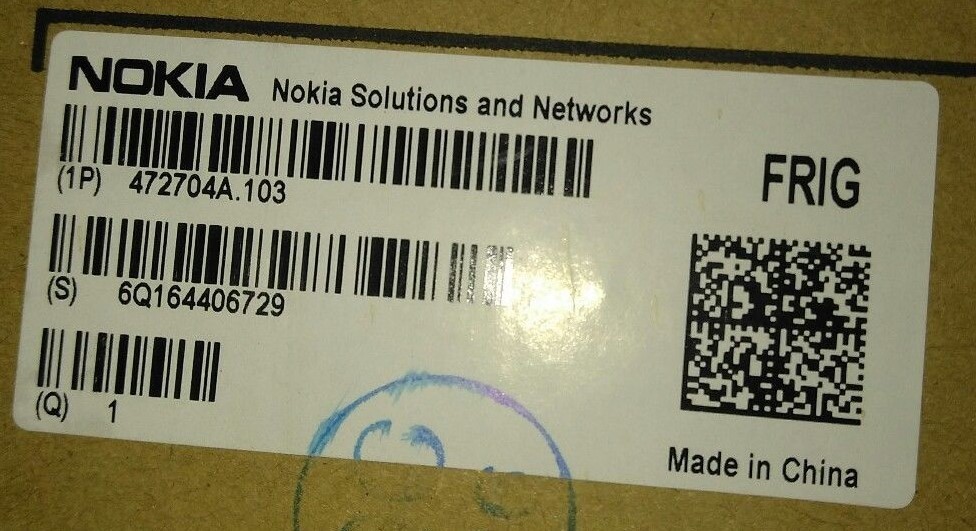 NOKIA Nokia Solutions and Networks
(1P) 472704A.103
FRIG
(S) 6Q164406729
(Q) 1
Made in China